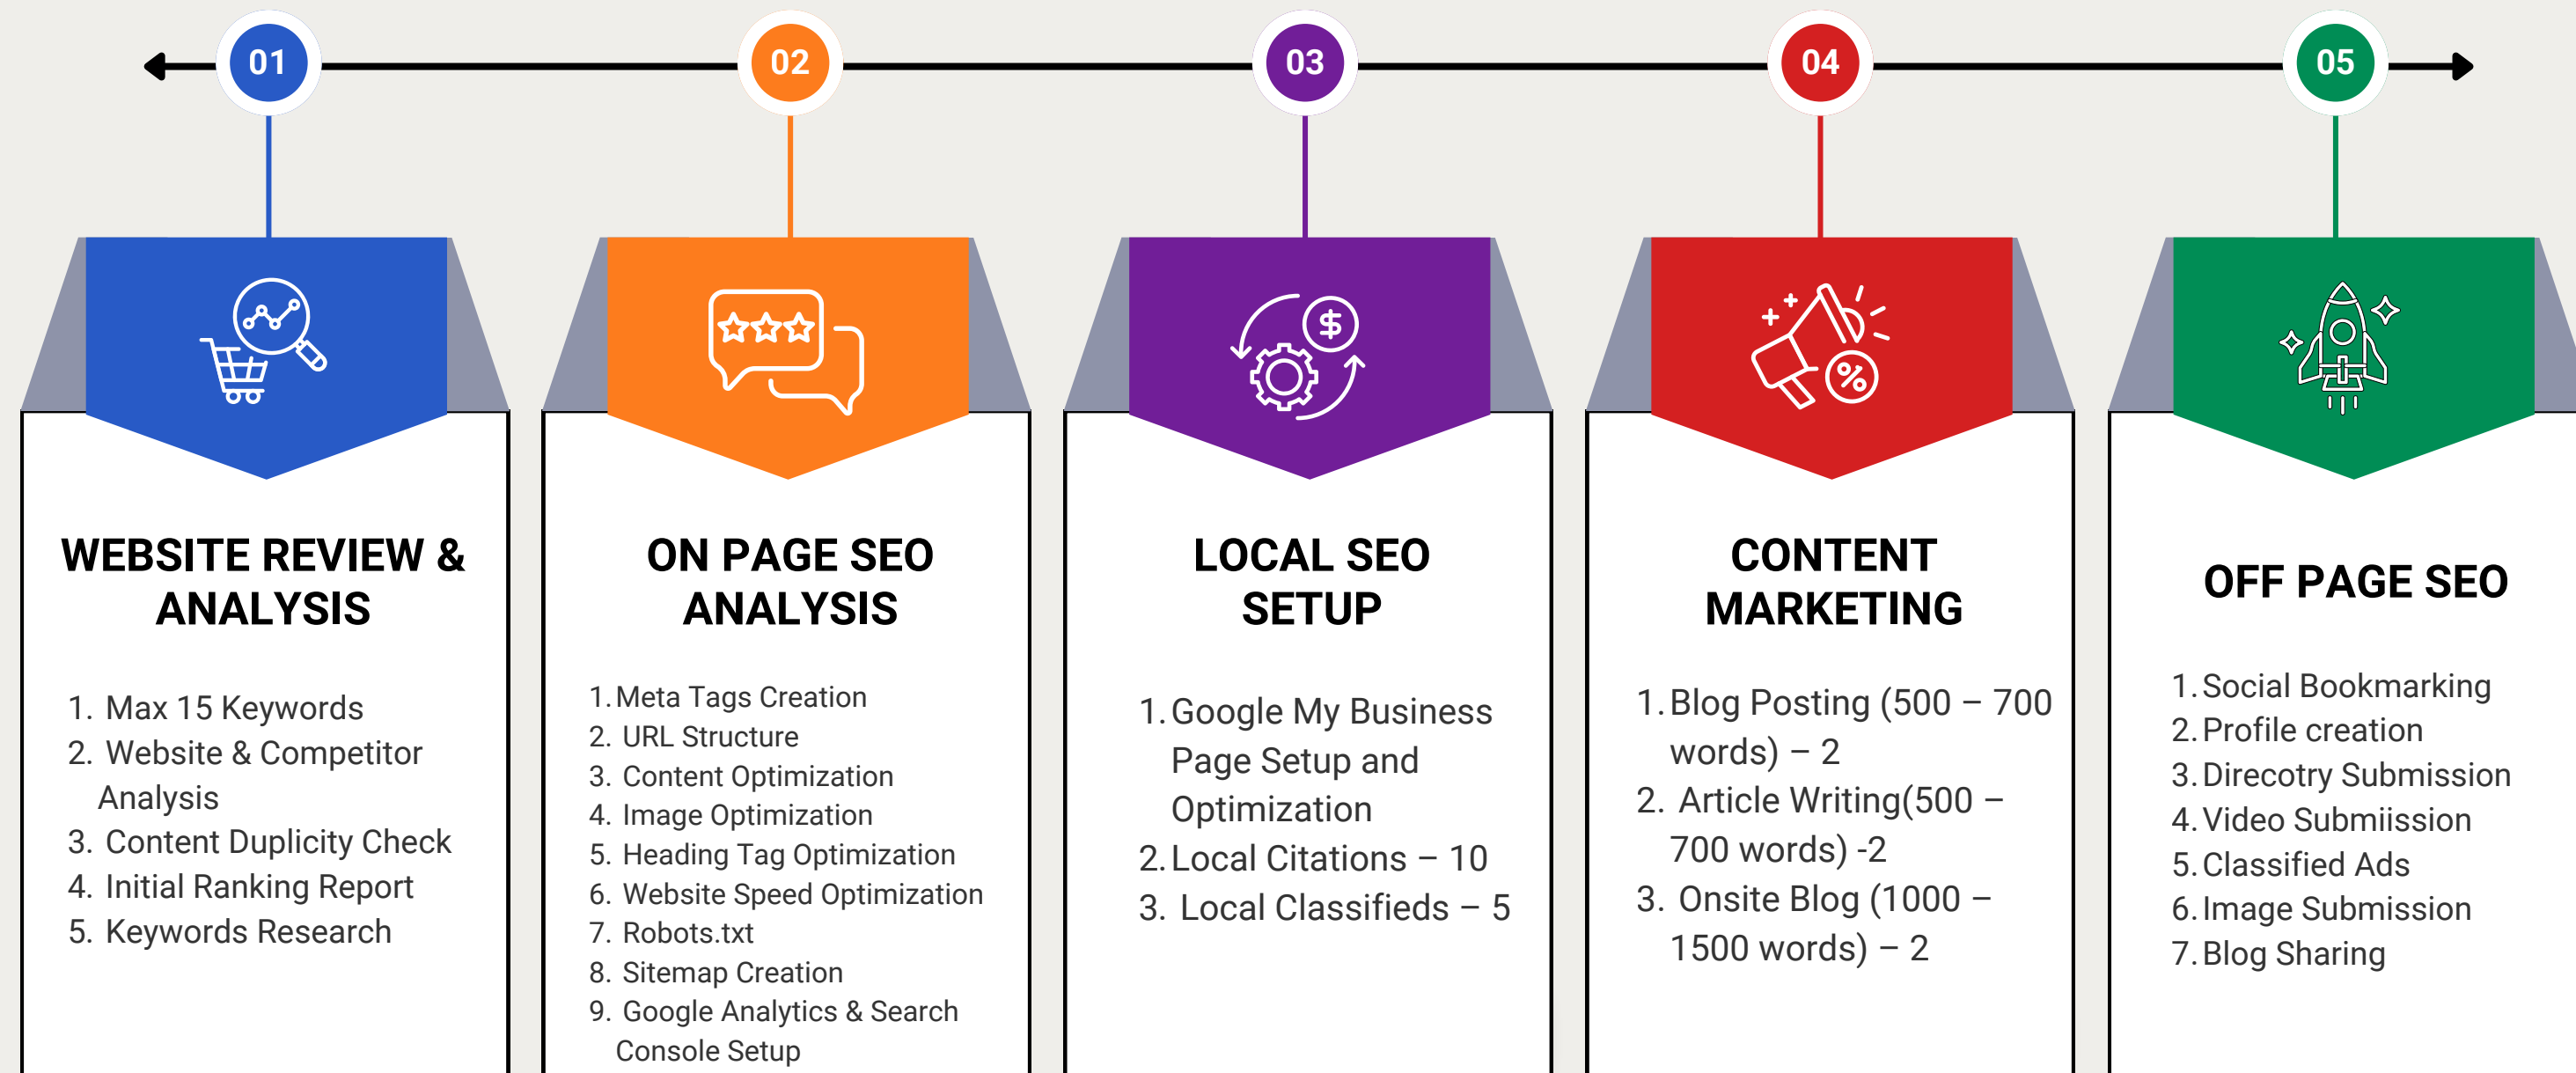 01
02
03
04
05
WEBSITE REVIEW &
ANALYSIS
1. Max 15 Keywords
2. Website & Competitor
Analysis
3. Content Duplicity Check
4. Initial Ranking Report
5. Keywords Research
ON PAGE SEO
ANALYSIS
1. Meta Tags Creation
2. URL Structure
3. Content Optimization
4. Image Optimization
5. Heading Tag Optimization
6. Website Speed Optimization
7. Robots.txt
8. Sitemap Creation
9. Google Analytics & Search
Console Setup
LOCAL SEO
SETUP
1. Google My Business
Page Setup and
Optimization
2. Local Citations – 10
3. Local Classifieds – 5
CONTENT
MARKETING
1. Blog Posting (500 – 700
words) – 2
2. Article Writing(500 –
700 words) -2
3. Onsite Blog (1000 –
1500 words) – 2
OFF PAGE SEO
1. Social Bookmarking
2. Profile creation
3. Direcotry Submission
4. Video Submiission
5. Classified Ads
6. Image Submission
7. Blog Sharing